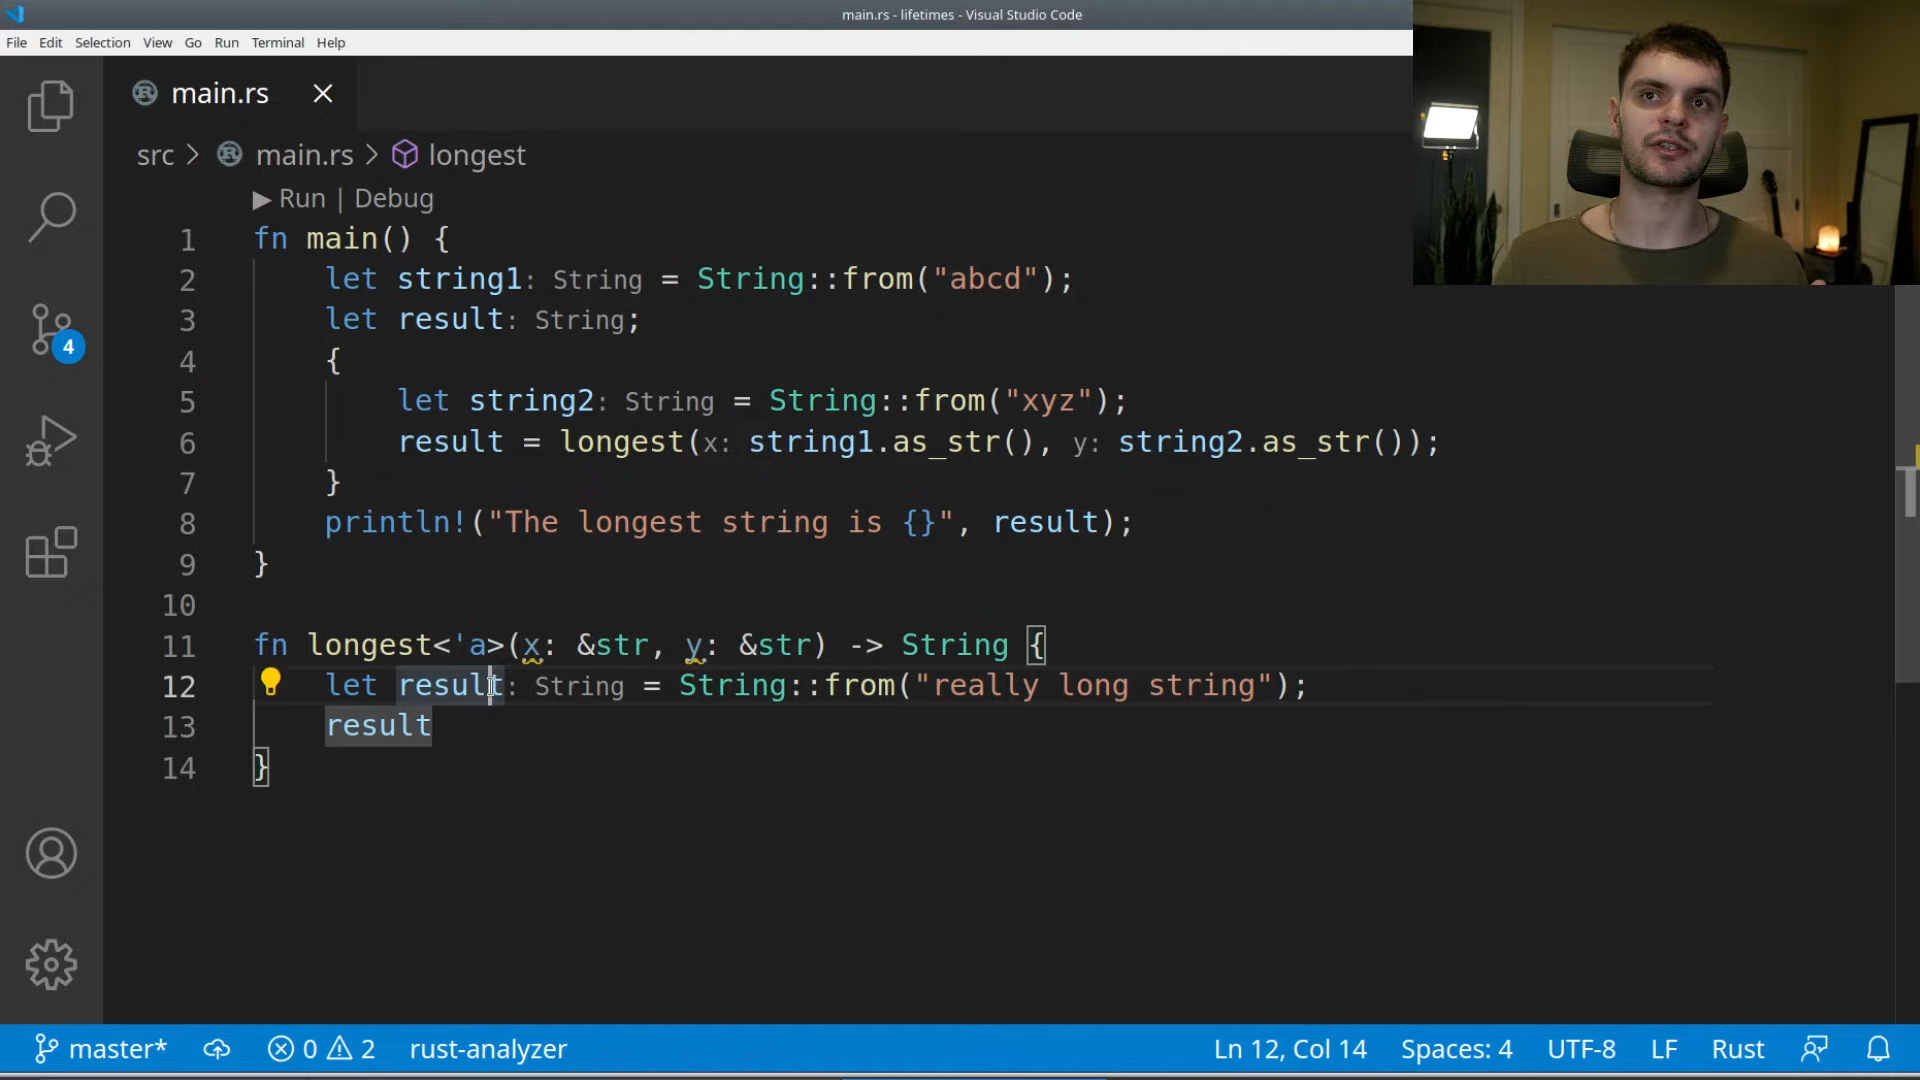 main.rs - lifetimes - Visual Studio Code
File Edit Selection View Go Run Terminal Help
main.rs
src > main.rs > longest
▶ Run | Debug
1 fn main() {
2 let string1: String = String::from("abcd");
3 let result: String;
4 {
5 let string2: String = String::from("xyz");
6 result = longest(x: string1.as_str(), y: string2.as_str());
7 }
8 println!("The longest string is {}", result);
9 }
10
11 fn longest<'a>(x: &str, y: &str) -> String {
12 let result: String = String::from("really long string");
13 result
14 }
4
master* 0 2 rust-analyzer Ln 12, Col 14 Spaces: 4 UTF-8 LF Rust